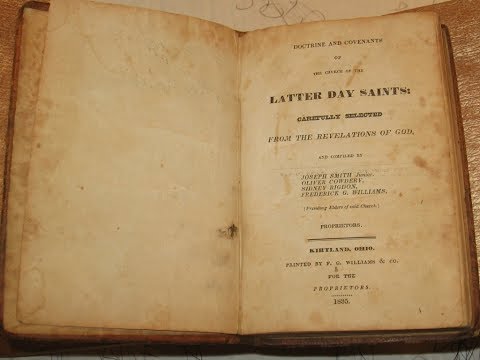 DOCTRINE AND COVENANTS
OF
THE CHURCH OF THE
LATTER DAY SAINTS:
CAREFULLY SELECTED
FROM THE REVELATIONS OF GOD,
AND COMPILED BY
JOSEPH SMITH Junior.
OLIVER COWDERY,
SIDNEY RIGDON,
FREDERICK G. WILLIAMS,
(Presiding Elders of said Church.)
PROPRIETORS.
KIRTLAND, OHIO.
PRINTED BY F. G. WILLIAMS & CO.
FOR THE
PROPRIETORS.
1835.